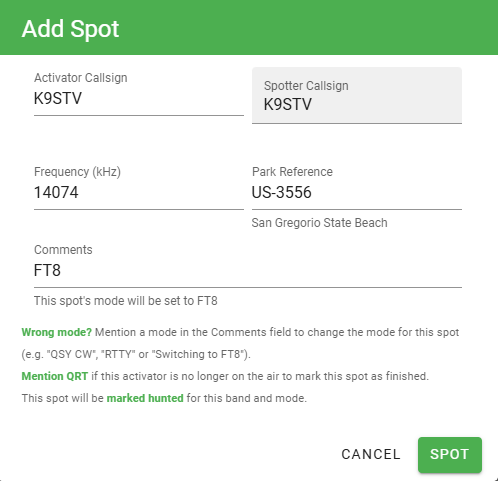 Add Spot
Activator Callsign
K9STV
Spotter Callsign
K9STV
Frequency (kHz)
14074
Park Reference
US-3556
San Gregorio State Beach
Comments
FT8
This spot's mode will be set to FT8
Wrong mode? Mention a mode in the Comments field to change the mode for this spot
(e.g. "QSY CW", "RTTY" or "Switching to FT8").
Mention QRT if this activator is no longer on the air to mark this spot as finished.
This spot will be marked hunted for this band and mode.
CANCEL
SPOT